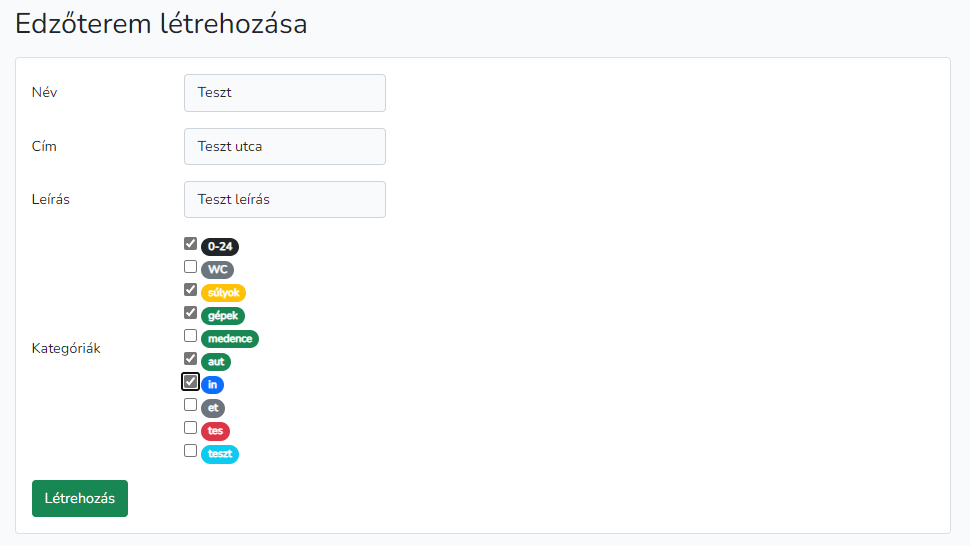 Edzőterem létrehozása
Név
Teszt
Cím
Teszt utca
Leírás
Teszt leírás
Kategóriák
0-24
WC
súlyok
gépek
medence
aut
in
et
tes
teszt
Létrehozás